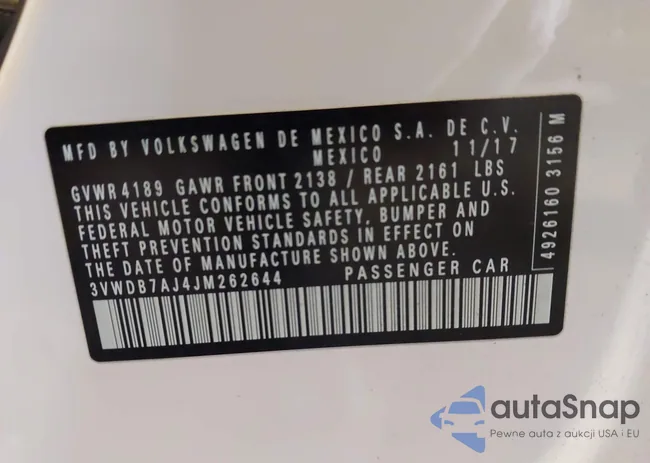 MFD BY VOLKSWAGEN DE MEXICO S.A. DE C.V.
MEXICO 11/17
GVWR 4189 GAWR FRONT 2138 / REAR 2161 LBS
THIS VEHICLE CONFORMS TO ALL APPLICABLE U.S.
FEDERAL MOTOR VEHICLE SAFETY, BUMPER AND
THEFT PREVENTION STANDARDS IN EFFECT ON
THE DATE OF MANUFACTURE SHOWN ABOVE.
3VWDB7AJ4JM262644 PASSENGER CAR
4926160 3156 M
autaSnap
Pewne auta z aukcji USA i EU